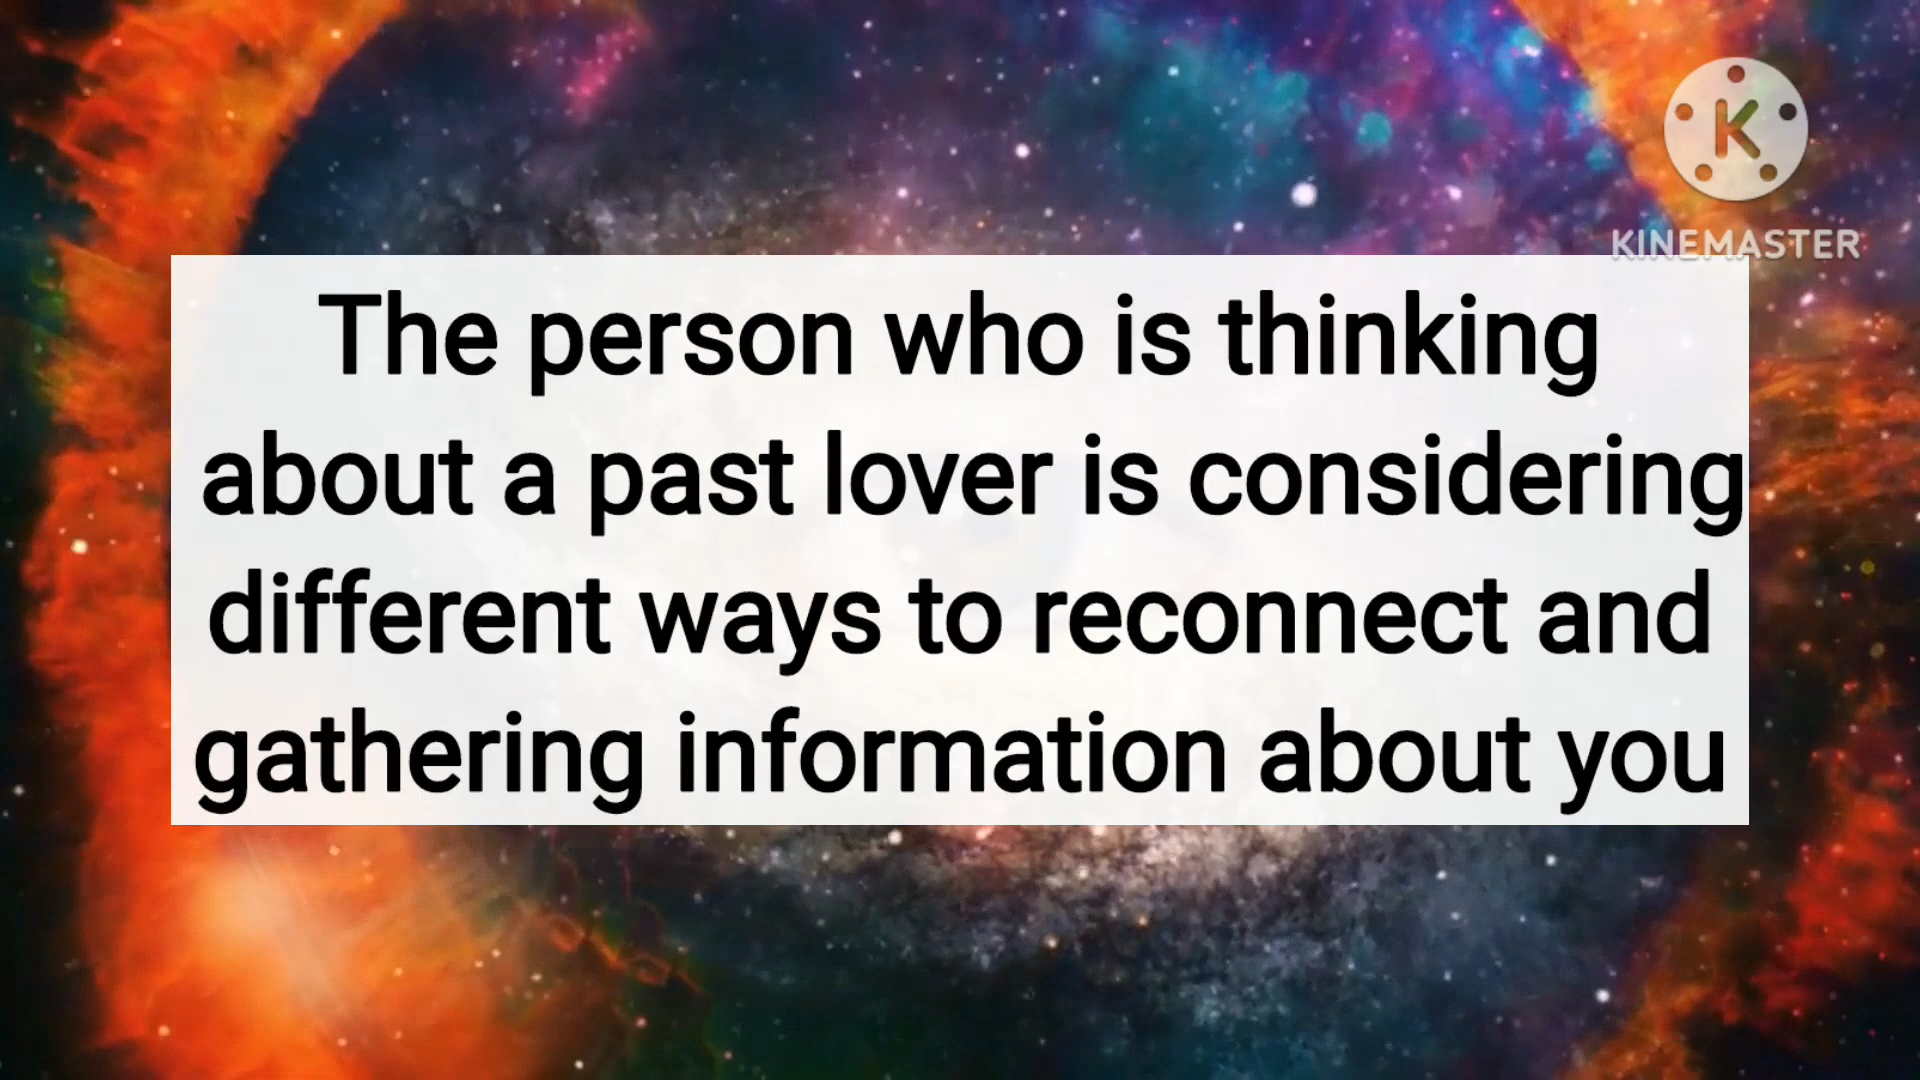 K
KINEMASTER
The person who is thinking
about a past lover is considering
different ways to reconnect and
gathering information about you